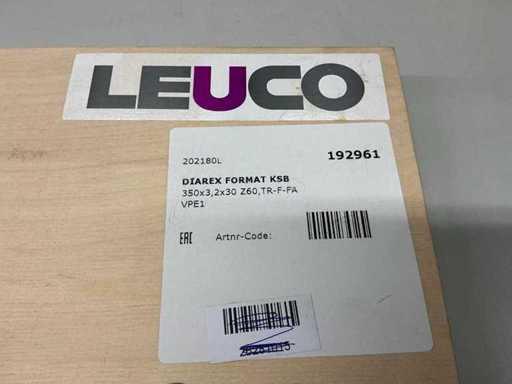 LEUCO
202180L
192961
DIAREX FORMAT KSB
350x3,2x30 Z60,TR-F-FA
VPE1
EAC
Artnr-Code: